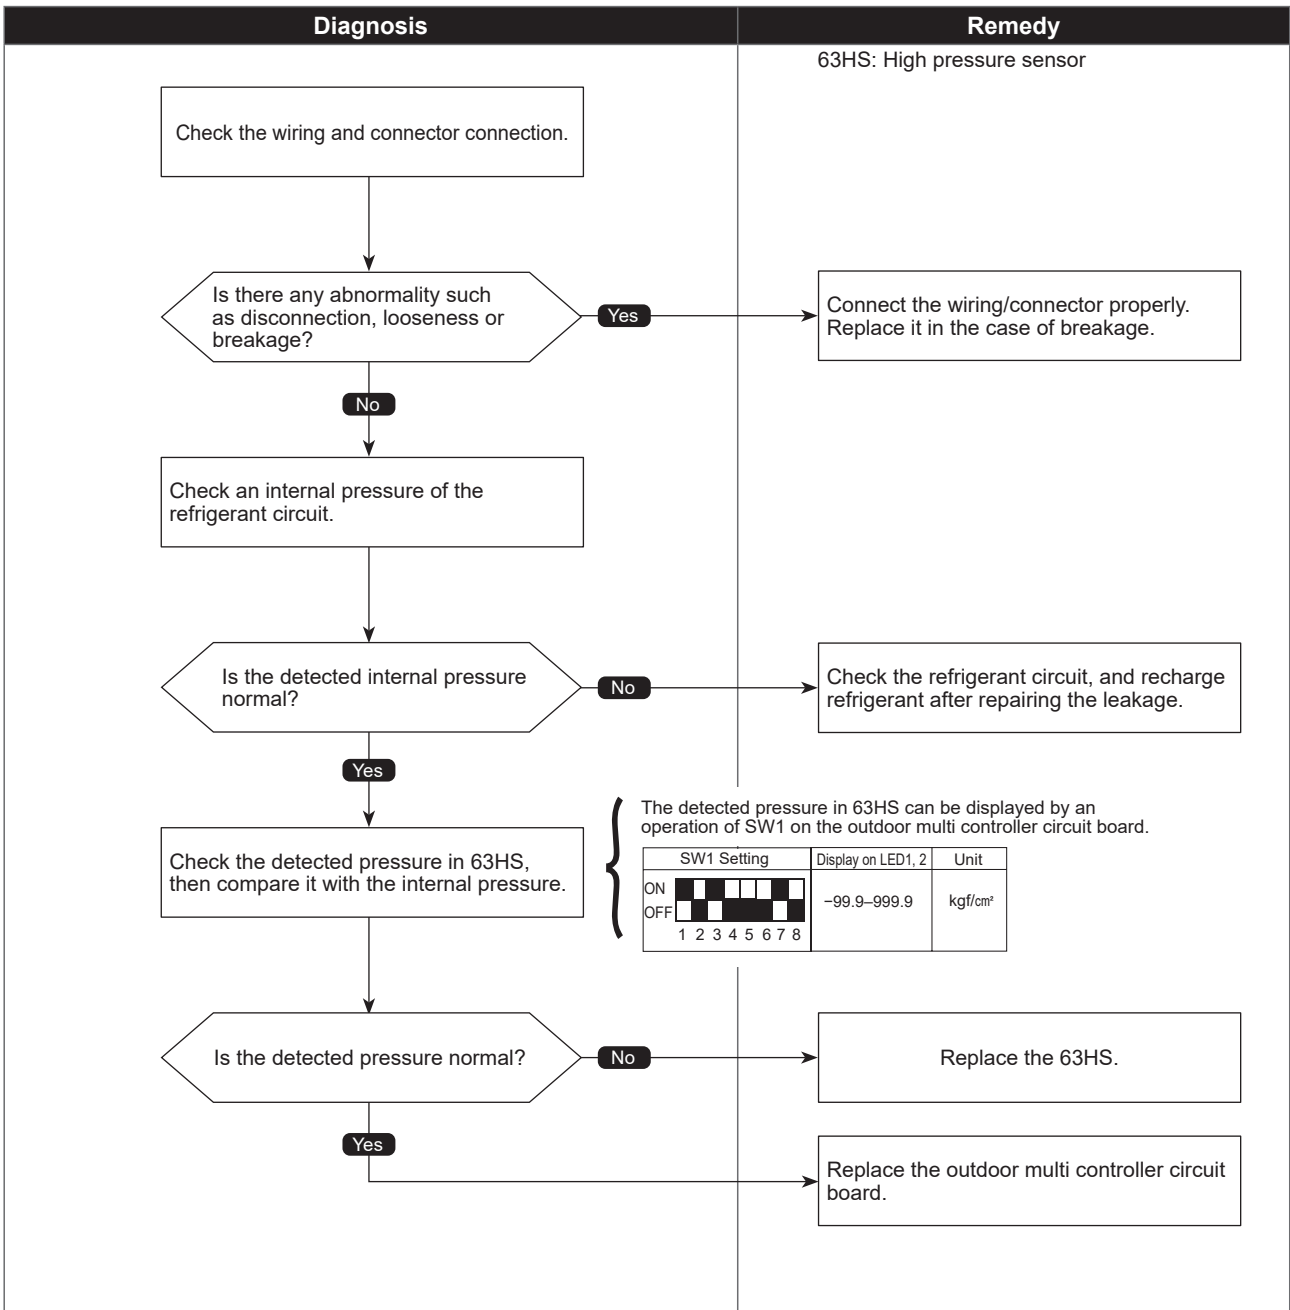 Diagnosis
Remedy
63HS: High pressure sensor
Check the wiring and connector connection.
Is there any abnormality such
as disconnection, looseness or
breakage?
Yes
Connect the wiring/connector properly.
Replace it in the case of breakage.
No
Check an internal pressure of the
refrigerant circuit.
Is the detected internal pressure
normal?
No
Check the refrigerant circuit, and recharge
refrigerant after repairing the leakage.
Yes
Check the detected pressure in 63HS,
then compare it with the internal pressure.
The detected pressure in 63HS can be displayed by an
operation of SW1 on the outdoor multi controller circuit board.
SW1 Setting
Display on LED1, 2
Unit
ON
OFF
1 2 3 4 5 6 7 8
−99.9–999.9
kgf/cm²
Is the detected pressure normal?
No
Replace the 63HS.
Yes
Replace the outdoor multi controller circuit
board.